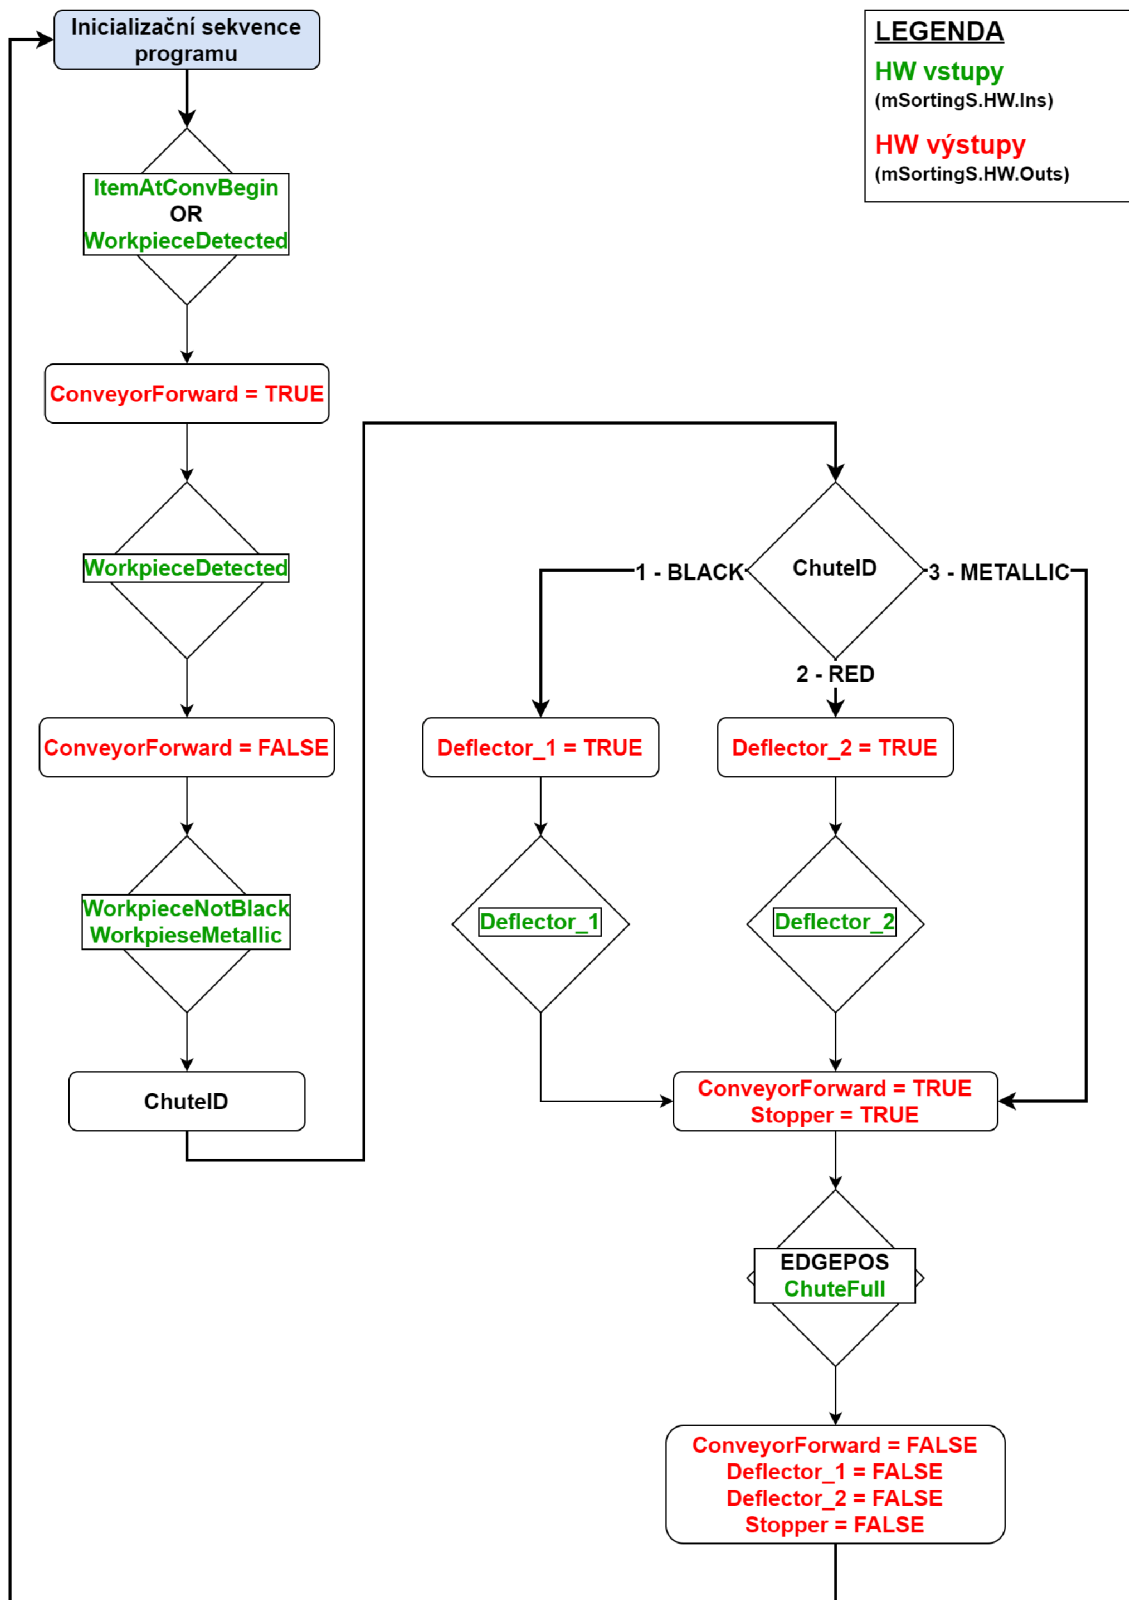 Inicializační sekvence
programu
LEGENDA
HW vstupy
(mSortingS.HW.Ins)
HW výstupy
(mSortingS.HW.Outs)
ItemAtConvBegin
OR
WorkpieceDetected
ConveyorForward = TRUE
WorkpieceDetected
ConveyorForward = FALSE
WorkpieceNotBlack
WorkpieseMetallic
ChuteID
ChuteID
1 - BLACK
2 - RED
3 - METALLIC
Deflector_1 = TRUE
Deflector_2 = TRUE
Deflector_1
Deflector_2
ConveyorForward = TRUE
Stopper = TRUE
EDGEPOS
ChuteFull
ConveyorForward = FALSE
Deflector_1 = FALSE
Deflector_2 = FALSE
Stopper = FALSE